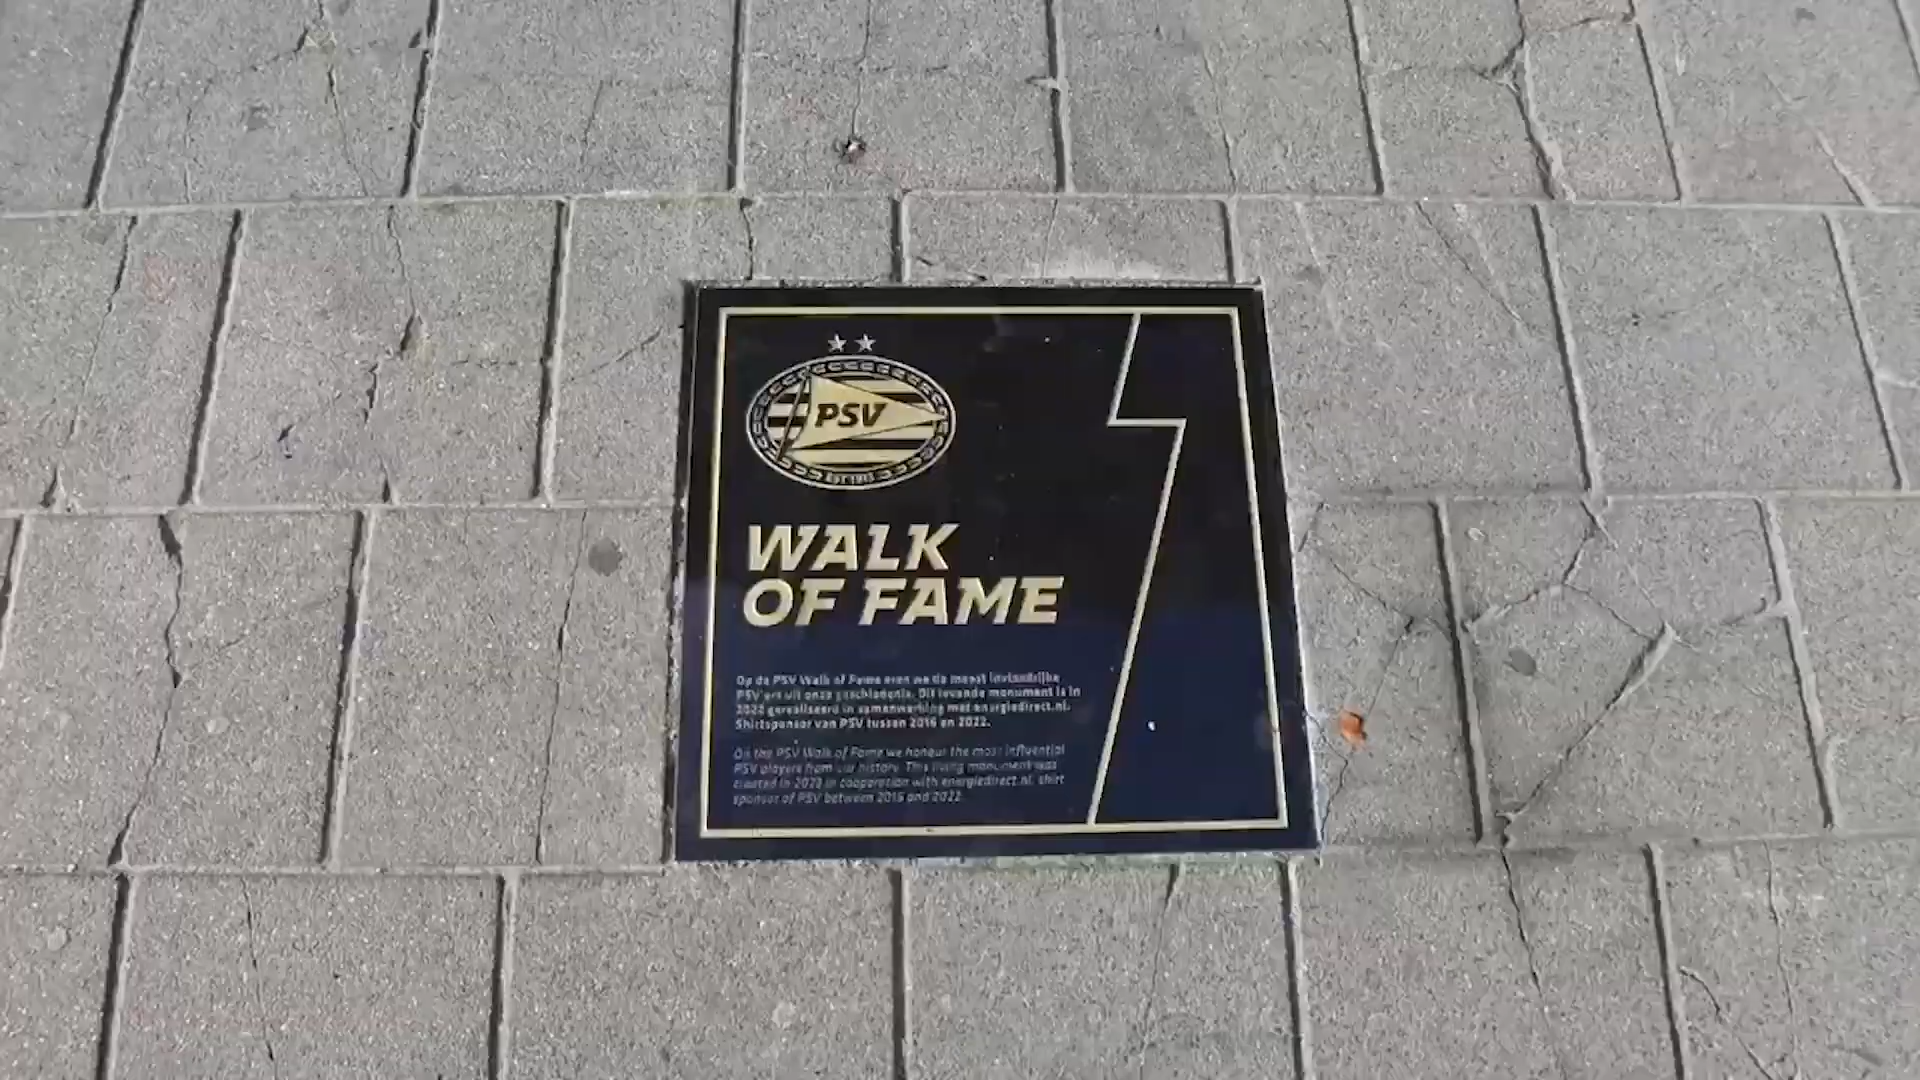 PSV
EST 1913
WALK
OF FAME
Op de PSV Walk of Fame eren we de meest invloedrijke
PSV'ers uit onze geschiedenis. Dit levende monument is in
2022 gerealiseerd in samenwerking met energiedirect.nl.
Shirtsponsor van PSV tussen 2016 en 2022.
On the PSV Walk of Fame we honour the most influential
PSV players from our history. This living monument was
created in 2022 in cooperation with energiedirect.nl, shirt
sponsor of PSV between 2016 and 2022.